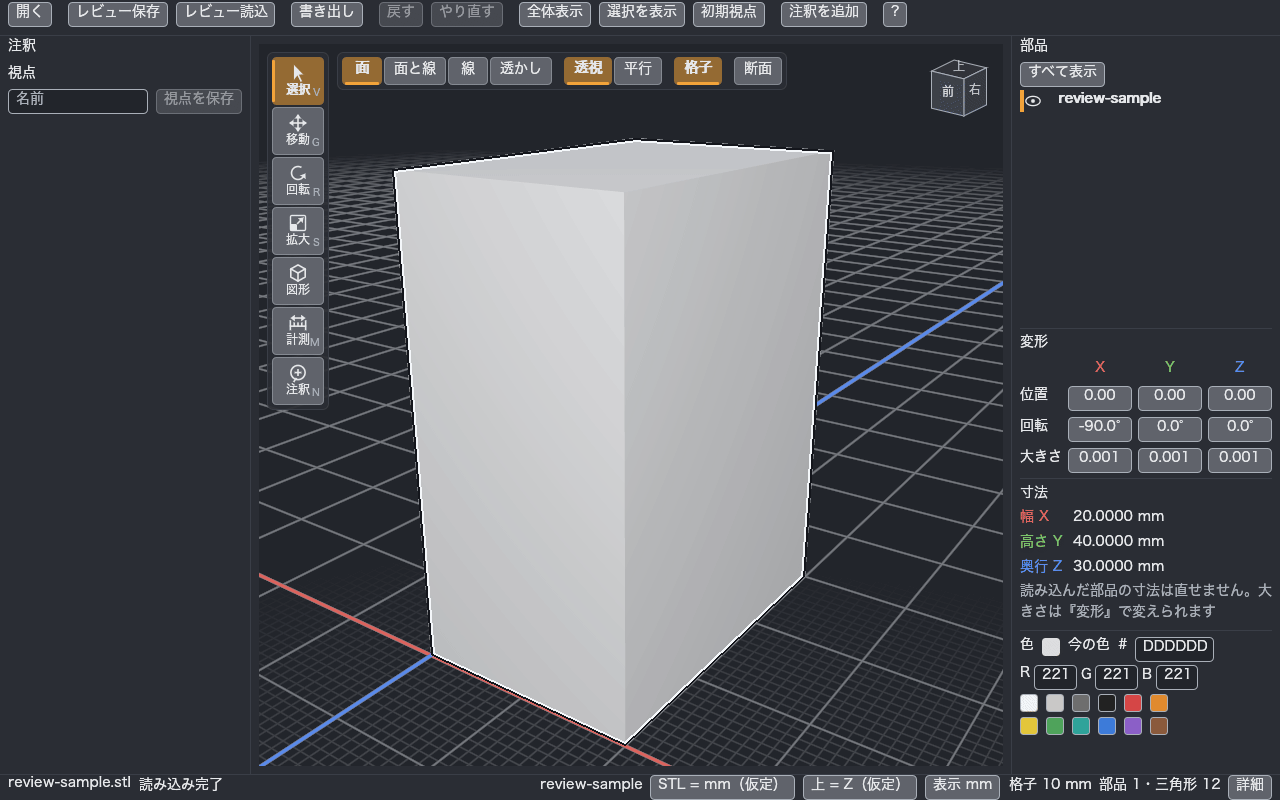 開く レビュー保存 レビュー読込 書き出し 戻す やり直す 全体表示 選択を表示 初期視点 注釈を追加 ?
注釈
視点
名前 視点を保存
選択 V
移動 G
回転 R
拡大 S
図形
計測 M
注釈 N
面 面と線 線 透かし 透視 平行 格子 断面
上
前 右
部品
すべて表示
review-sample
変形
X Y Z
位置 0.00 0.00 0.00
回転 -90.0° 0.0° 0.0°
大きさ 0.001 0.001 0.001
寸法
幅 X 20.0000 mm
高さ Y 40.0000 mm
奥行 Z 30.0000 mm
読み込んだ部品の寸法は直せません。大
きさは『変形』で変えられます
色 今の色 # DDDDDD
R 221 G 221 B 221
review-sample.stl 読み込み完了 review-sample STL = mm（仮定） 上 = Z（仮定） 表示 mm 格子 10 mm 部品 1・三角形 12 詳細